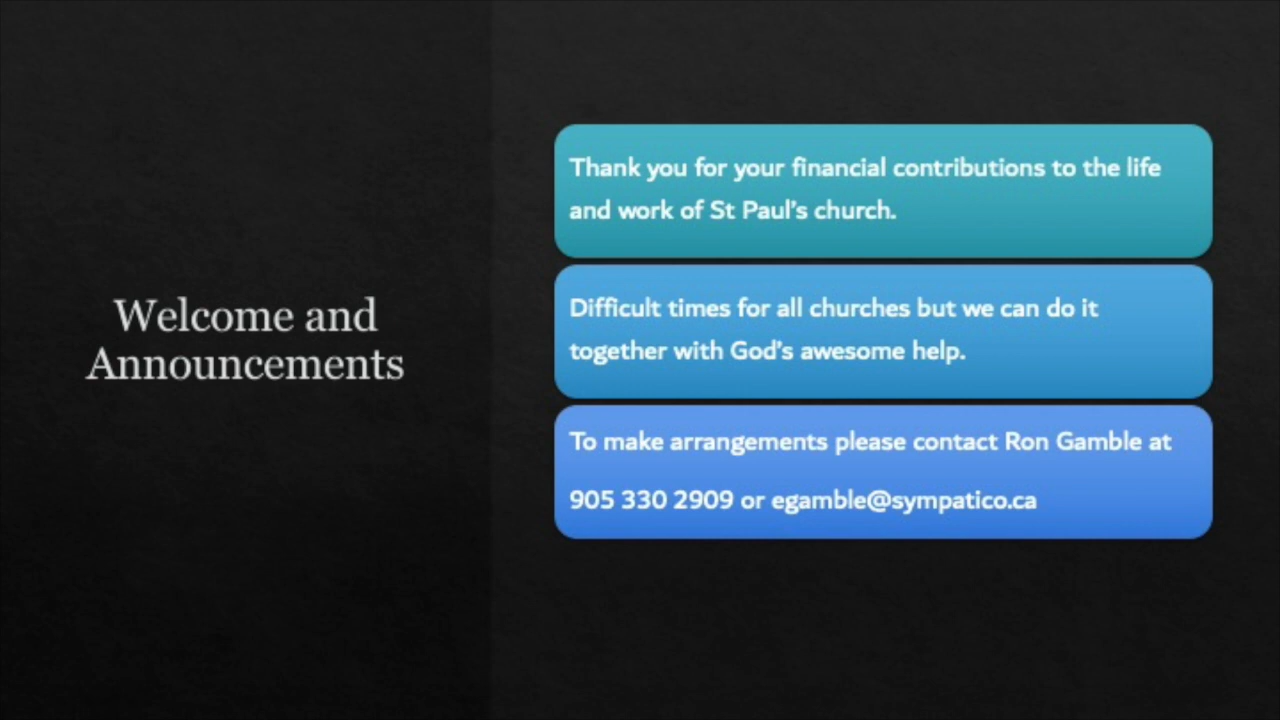 Welcome and
Announcements
Thank you for your financial contributions to the life
and work of St Paul's church.
Difficult times for all churches but we can do it
together with God's awesome help.
To make arrangements please contact Ron Gamble at
905 330 2909 or egamble@sympatico.ca